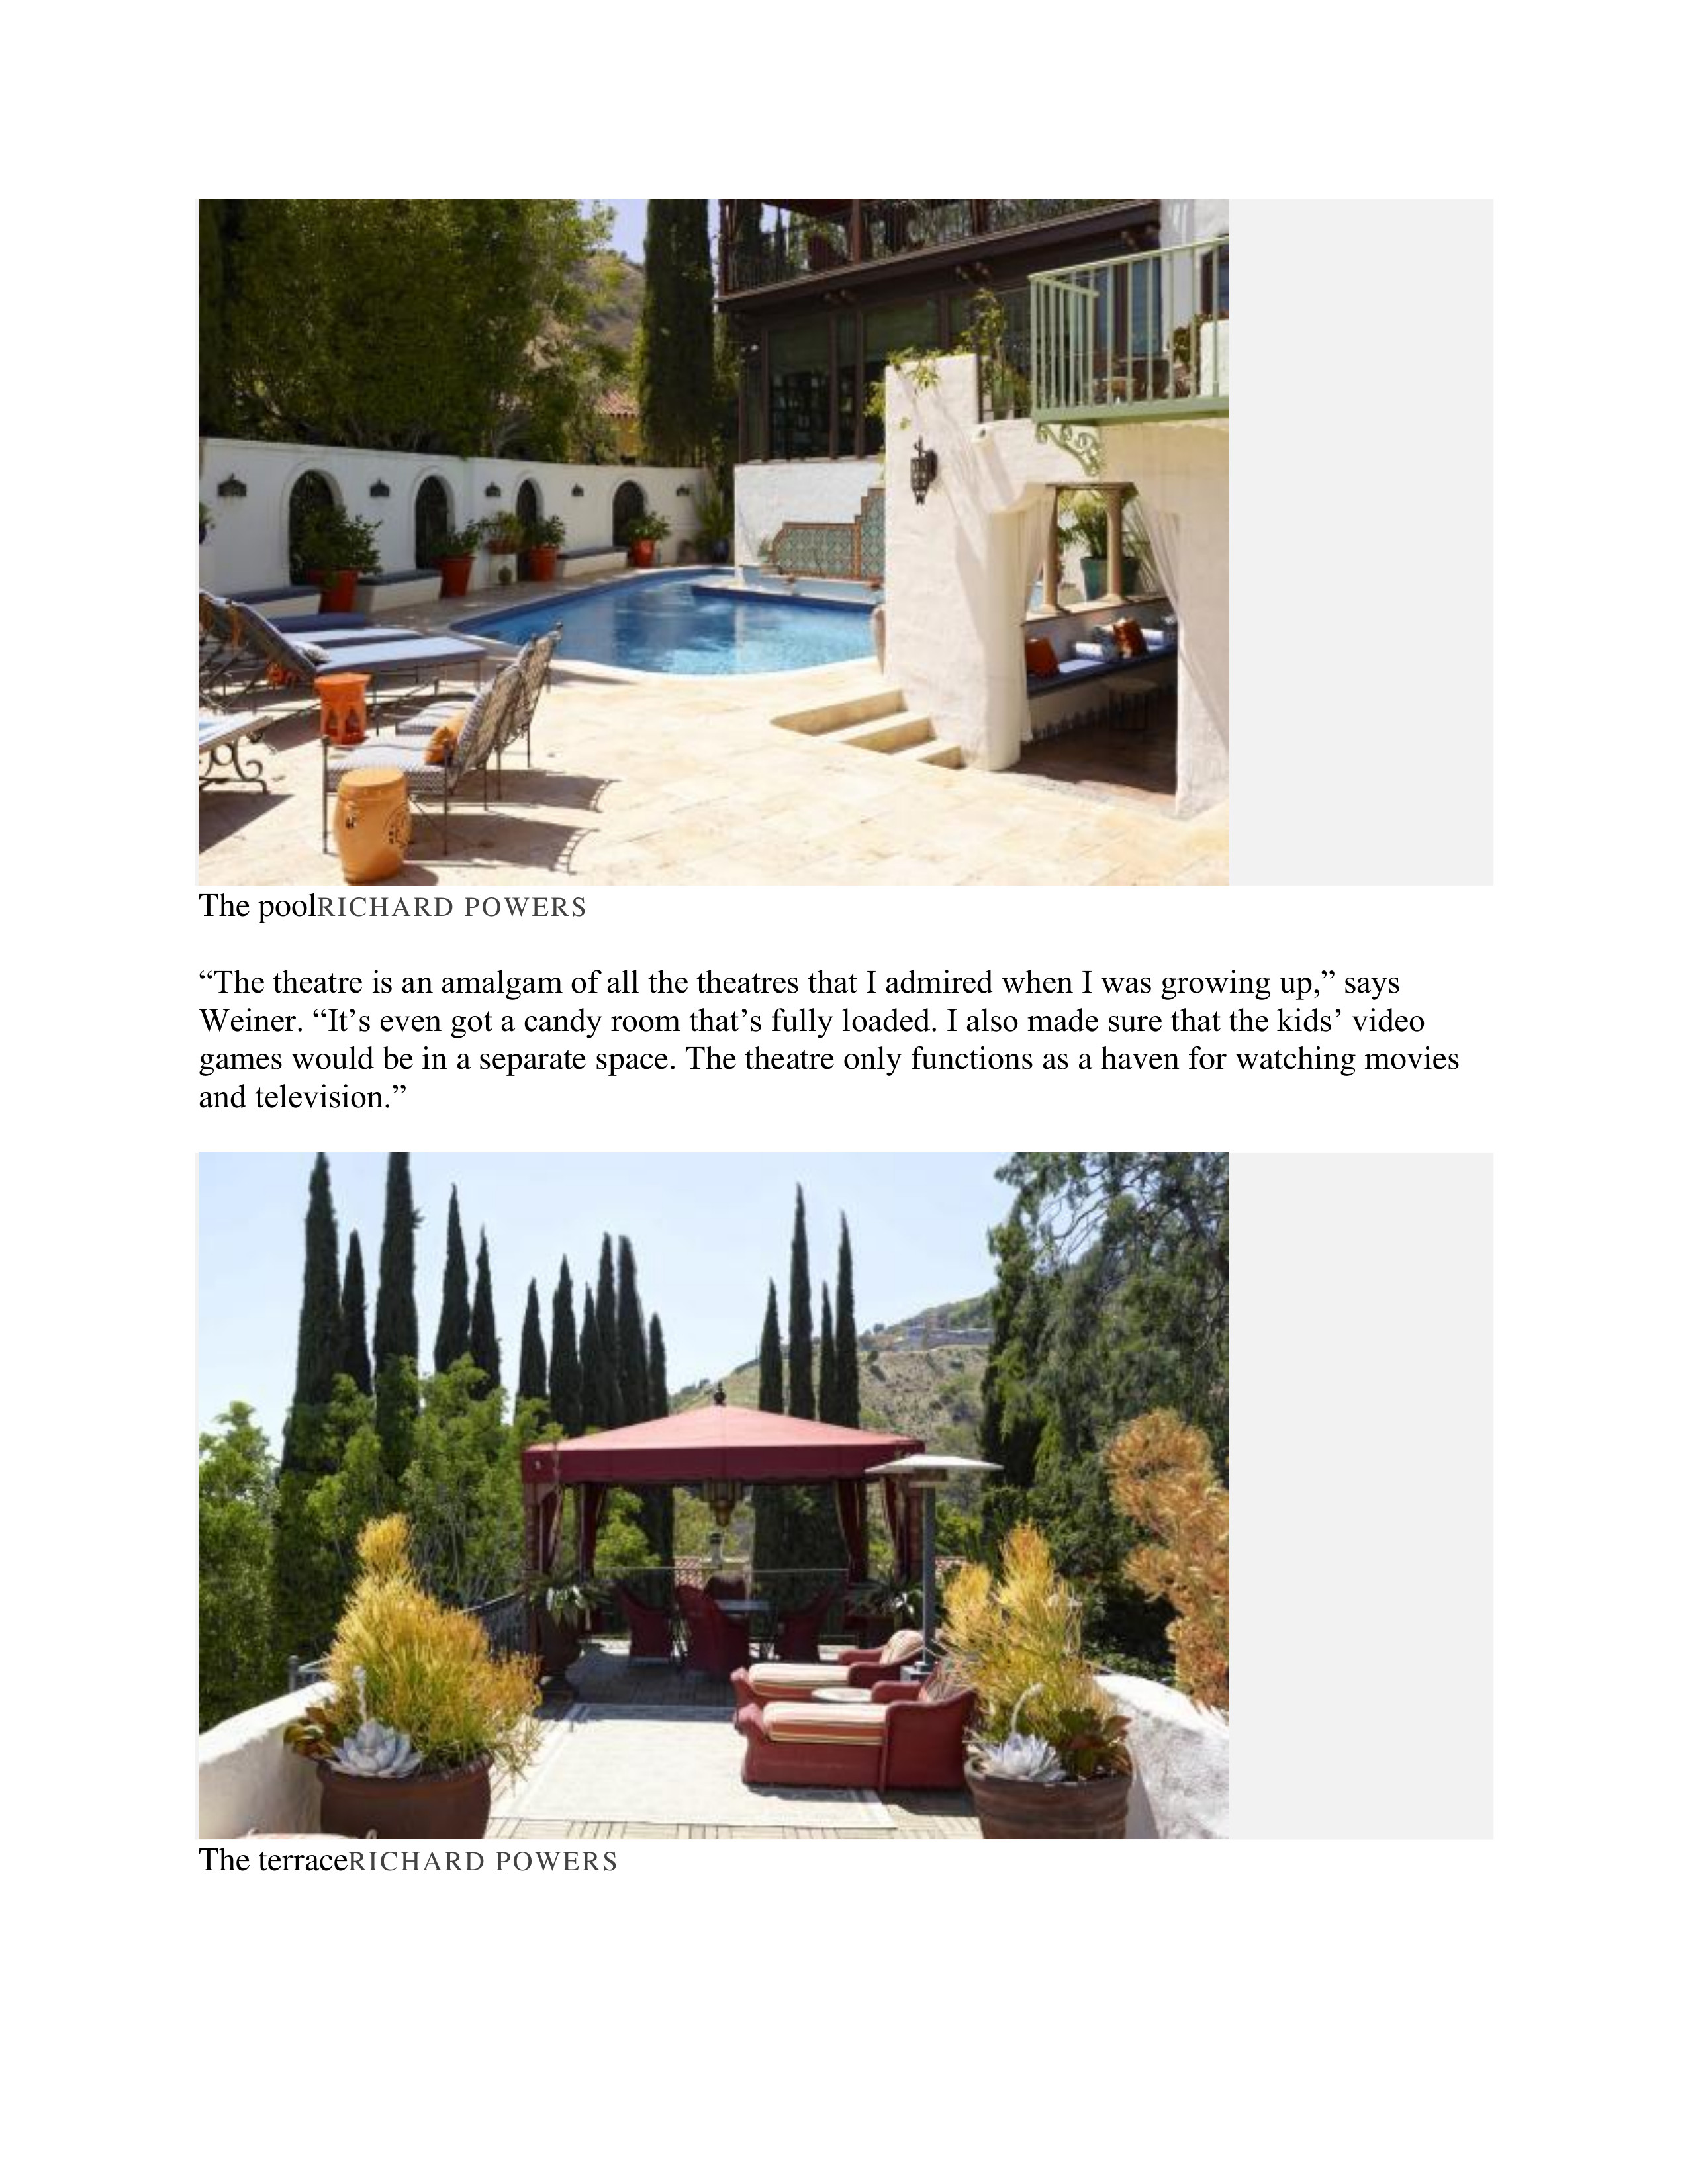 The poolRICHARD POWERS
“The theatre is an amalgam of all the theatres that I admired when I was growing up,” says
Weiner. “It’s even got a candy room that’s fully loaded. I also made sure that the kids’ video
games would be in a separate space. The theatre only functions as a haven for watching movies
and television.”
The terraceRICHARD POWERS